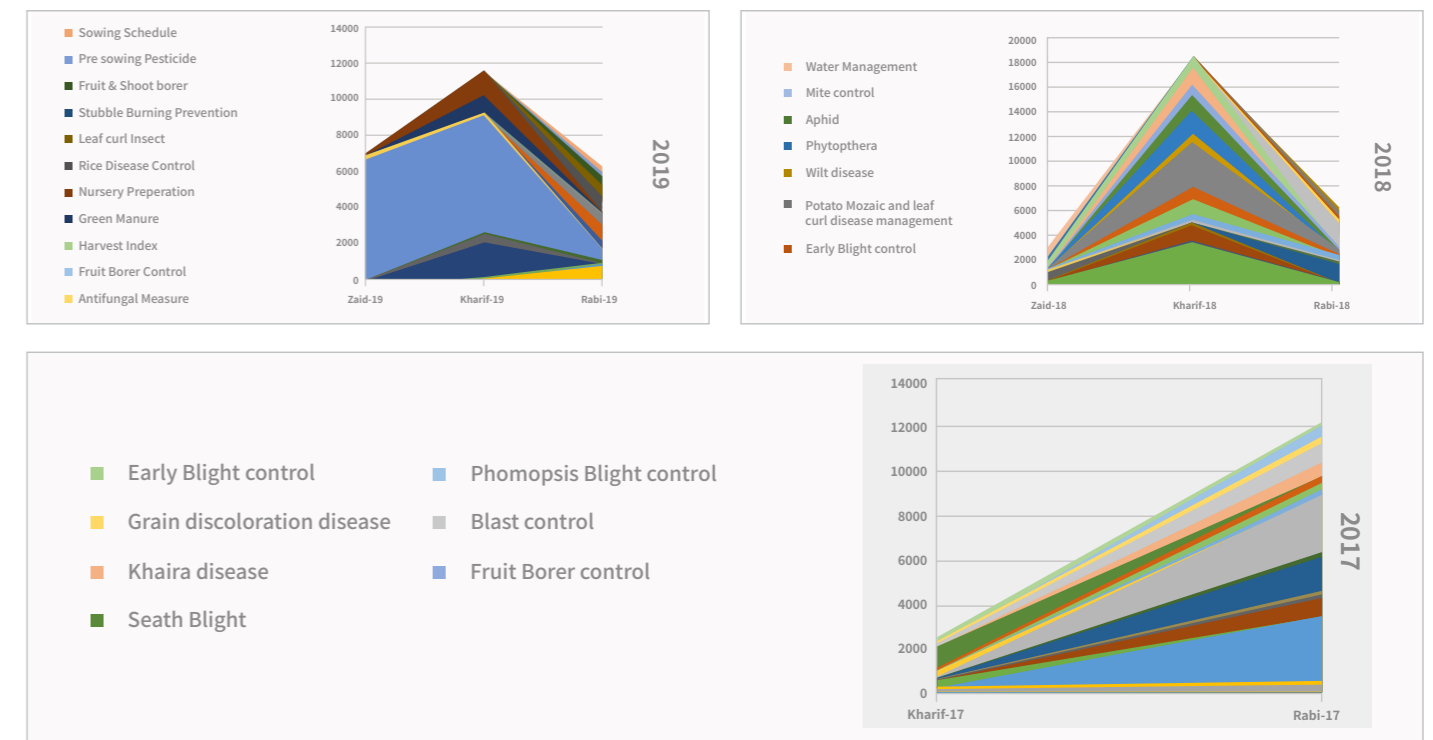 Sowing Schedule
Pre sowing Pesticide
Fruit & Shoot borer
Stubble Burning Prevention
Leaf curl Insect
Rice Disease Control
Nursery Preperation
Green Manure
Harvest Index
Fruit Borer Control
Antifungal Measure
14000
12000
10000
8000
6000
4000
2000
0
Zaid-19 Kharif-19 Rabi-19
2019
Water Management
Mite control
Aphid
Phytopthera
Wilt disease
Potato Mozaic and leaf
curl disease management
Early Blight control
20000
18000
16000
14000
12000
10000
8000
6000
4000
2000
0
Zaid-18 Kharif-18 Rabi-18
2018
Early Blight control
Grain discoloration disease
Khaira disease
Seath Blight
Phomopsis Blight control
Blast control
Fruit Borer control
14000
12000
10000
8000
6000
4000
2000
0
Kharif-17 Rabi-17
2017